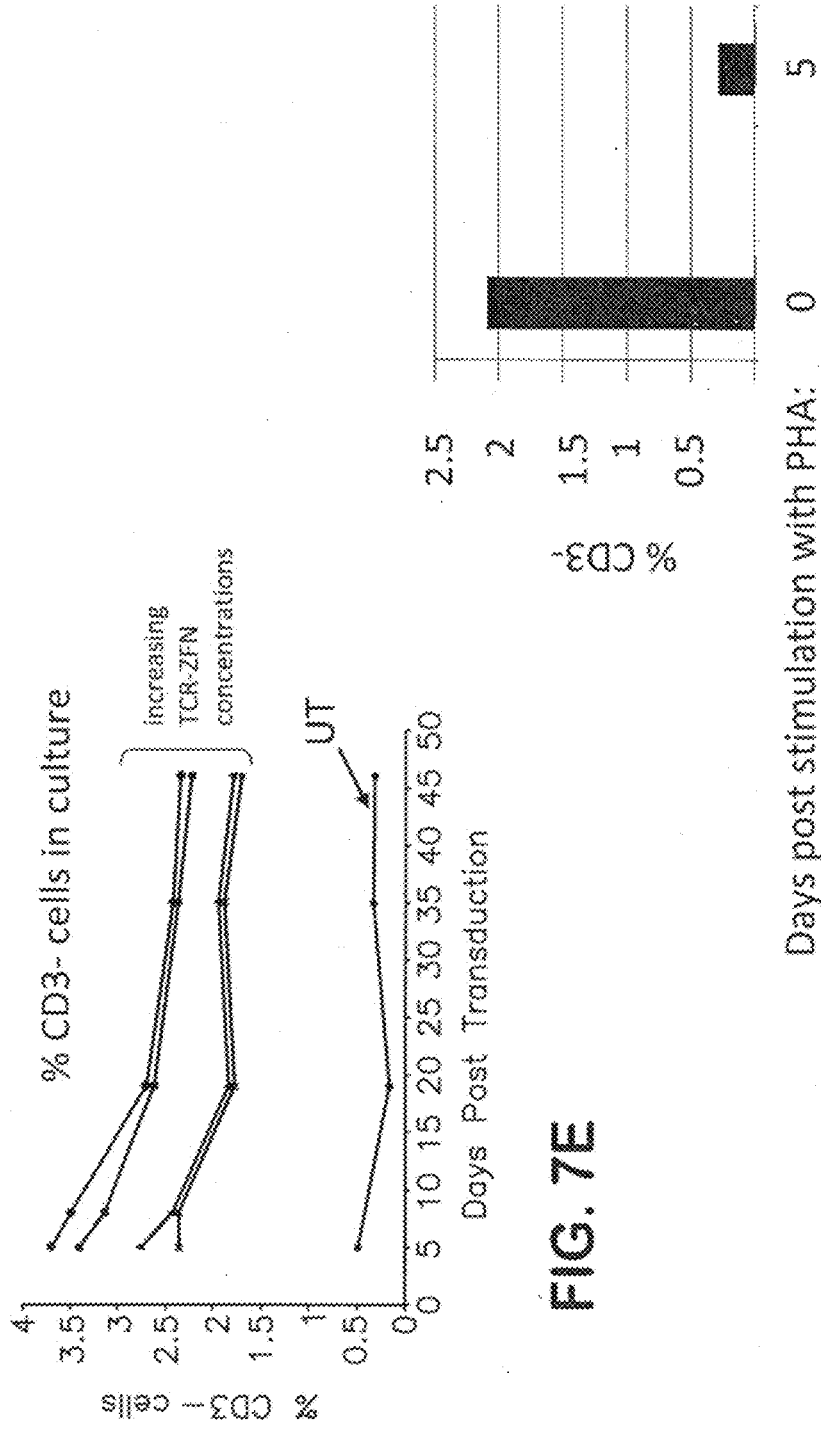 % CD3- cells in culture
% CD3- cells
4
3.5
3
2.5
2
1.5
1
0.5
0
0 5 10 15 20 25 30 35 40 45 50
Days Post Transduction
UT
increasing
TCR-ZFN
concentrations
FIG. 7E
% CD3-
2.5
2
1.5
1
0.5
Days post stimulation with PHA: 0 5